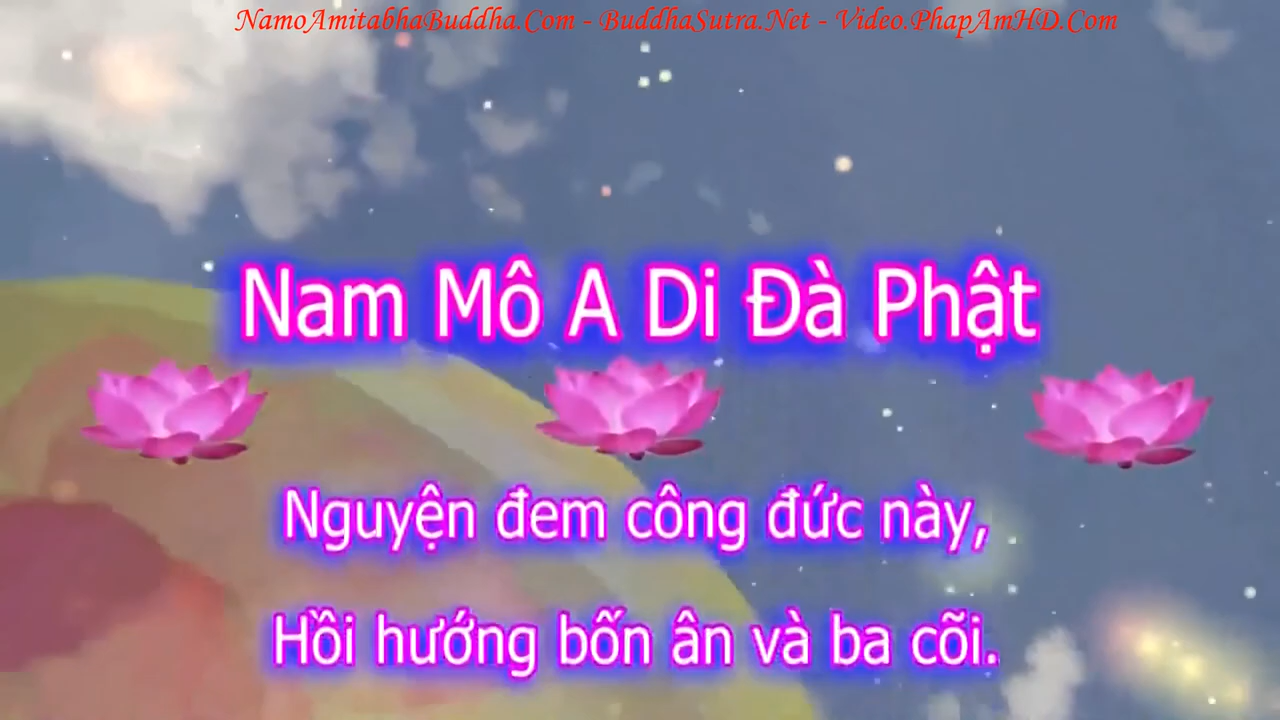 NamoAmitabhaBuddha.Com - BuddhaSutra.Net - Video.PhapAmHD.Com
Nam Mô A Di Đà Phật
Nguyện đem công đức này,
Hồi hướng bốn ân và ba cõi.